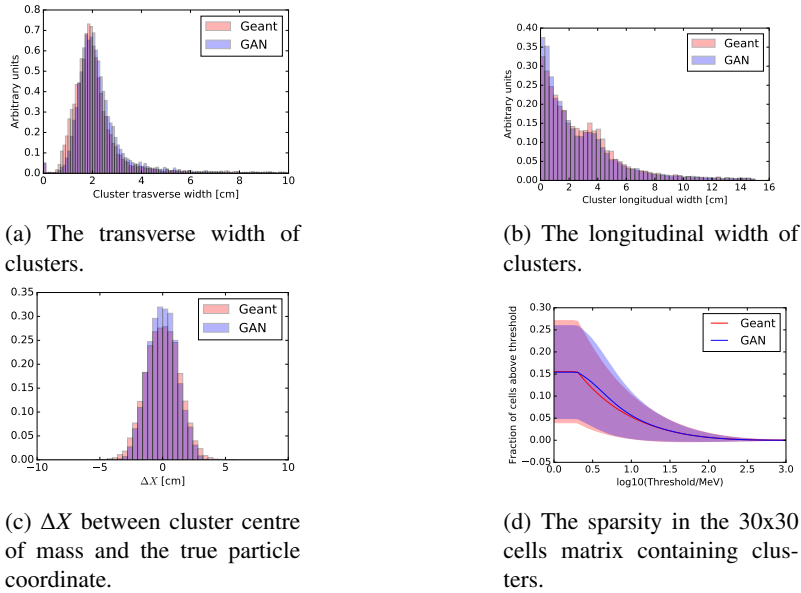 0.8
0.7
0.6
0.5
0.4
0.3
0.2
0.1
0.0
0 2 4 6 8 10
Arbitrary units
Cluster trasverse width [cm]
Geant
GAN
(a) The transverse width of
clusters.
0.40
0.35
0.30
0.25
0.20
0.15
0.10
0.05
0.00
0 2 4 6 8 10 12 14 16
Arbitrary units
Cluster longitudual width [cm]
Geant
GAN
(b) The longitudinal width of
clusters.
0.35
0.30
0.25
0.20
0.15
0.10
0.05
0.00
−10 −5 0 5 10
ΔX [cm]
Geant
GAN
(c) ΔX between cluster centre
of mass and the true particle
coordinate.
0.30
0.25
0.20
0.15
0.10
0.05
0.00
−0.05
0.0 0.5 1.0 1.5 2.0 2.5 3.0
Fraction of cells above threshold
log10(Threshold/MeV)
Geant
GAN
(d) The sparsity in the 30x30
cells matrix containing clus-
ters.